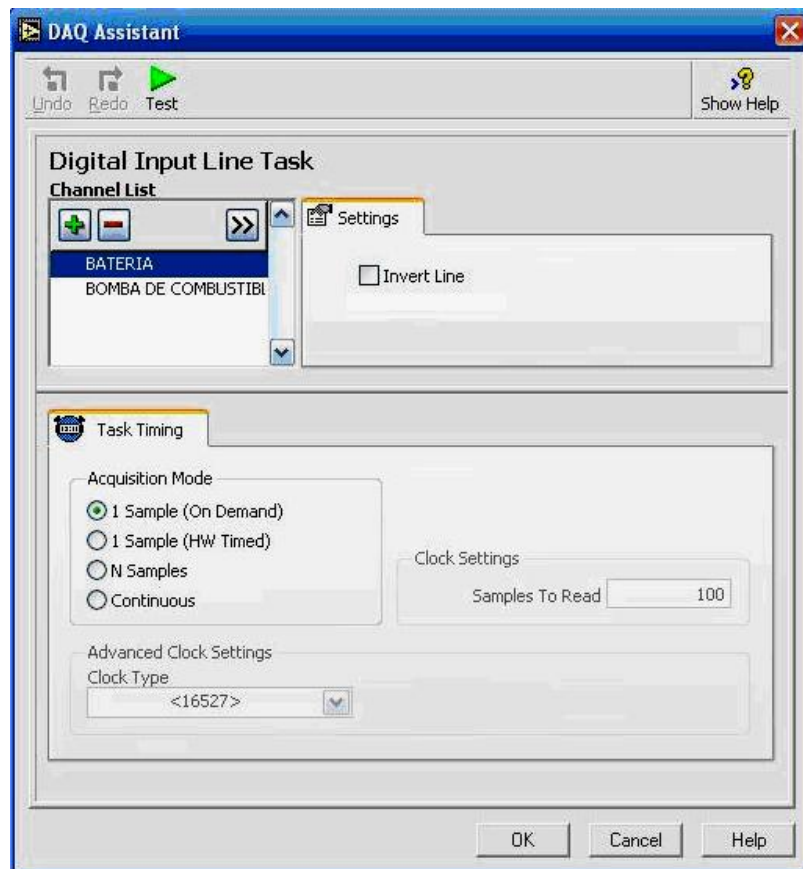 DAQ Assistant
Undo Redo Test
Show Help
Digital Input Line Task
Channel List
BATERIA
BOMBA DE COMBUSTIBL
Settings
Invert Line
Task Timing
Acquisition Mode
1 Sample (On Demand)
1 Sample (HW Timed)
N Samples
Continuous
Clock Settings
Samples To Read 100
Advanced Clock Settings
Clock Type
<16527>
OK Cancel Help